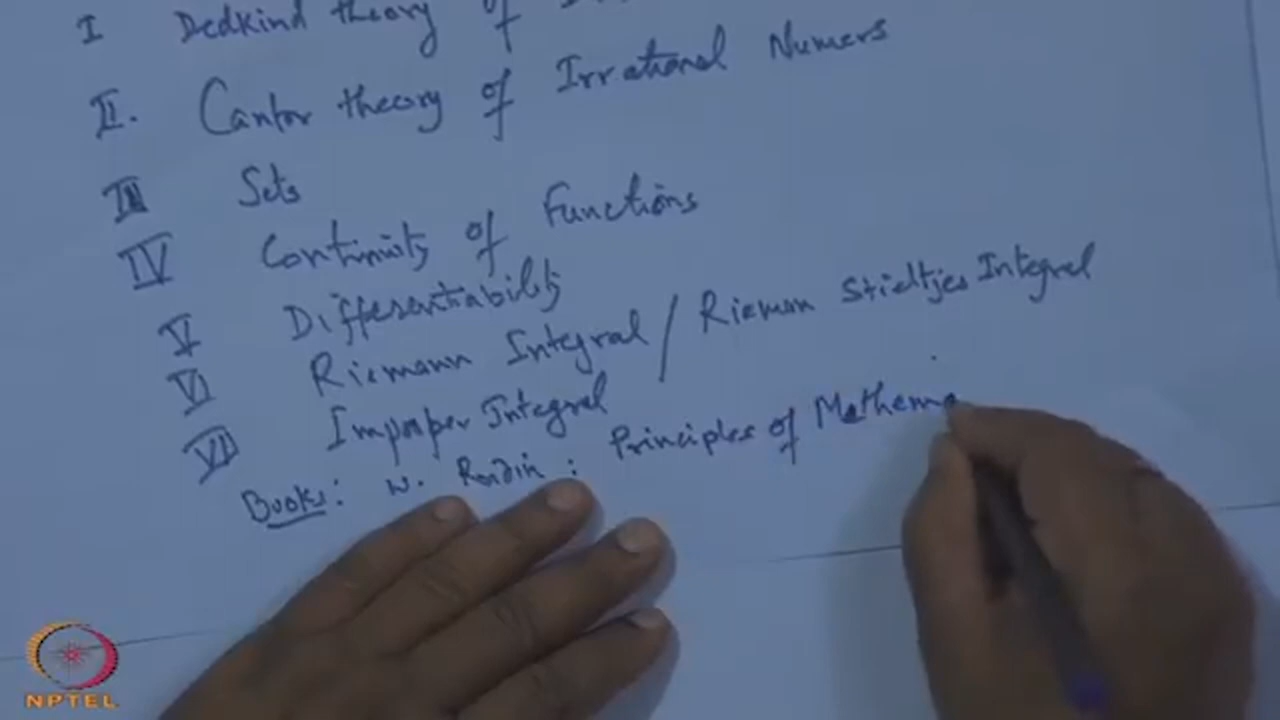 I Dedkind theory of
II. Cantor theory of Irrational Numers
III Sets
IV Continuity of Functions
V Differentiability
VI Riemann Integral / Rieman Stieltjes Integral
VII Improper Integral
Books: W. Rudin : Principles of Mathema
NPTEL